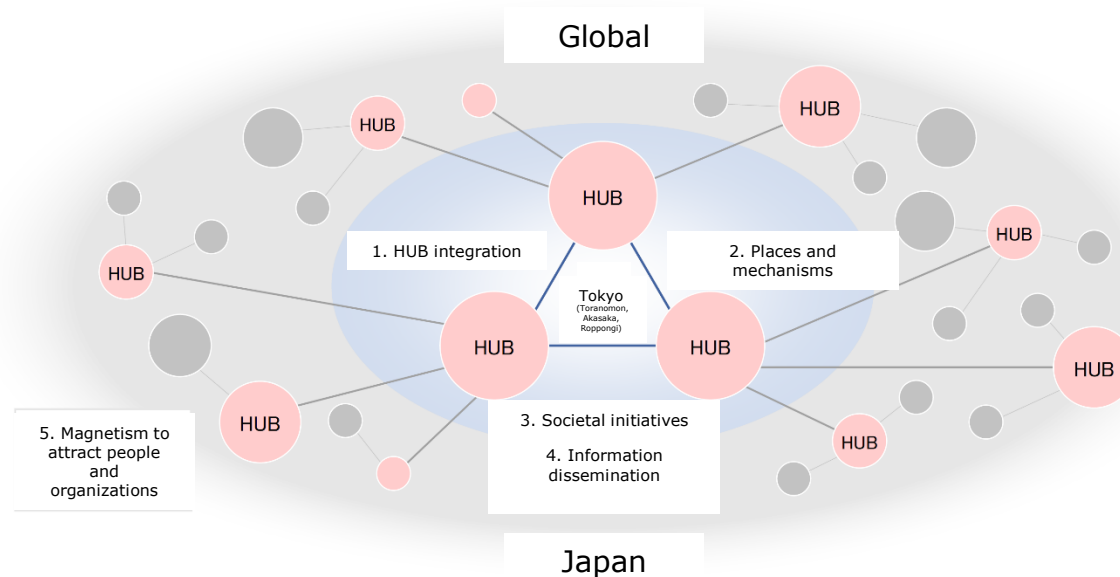 Global
HUB
HUB
HUB
HUB
HUB
1. HUB integration
2. Places and
mechanisms
Tokyo
(Toranomon,
Akasaka,
Roppongi)
HUB
HUB
HUB
HUB
HUB
HUB
3. Societal initiatives
4. Information
dissemination
5. Magnetism to
attract people
and
organizations
Japan